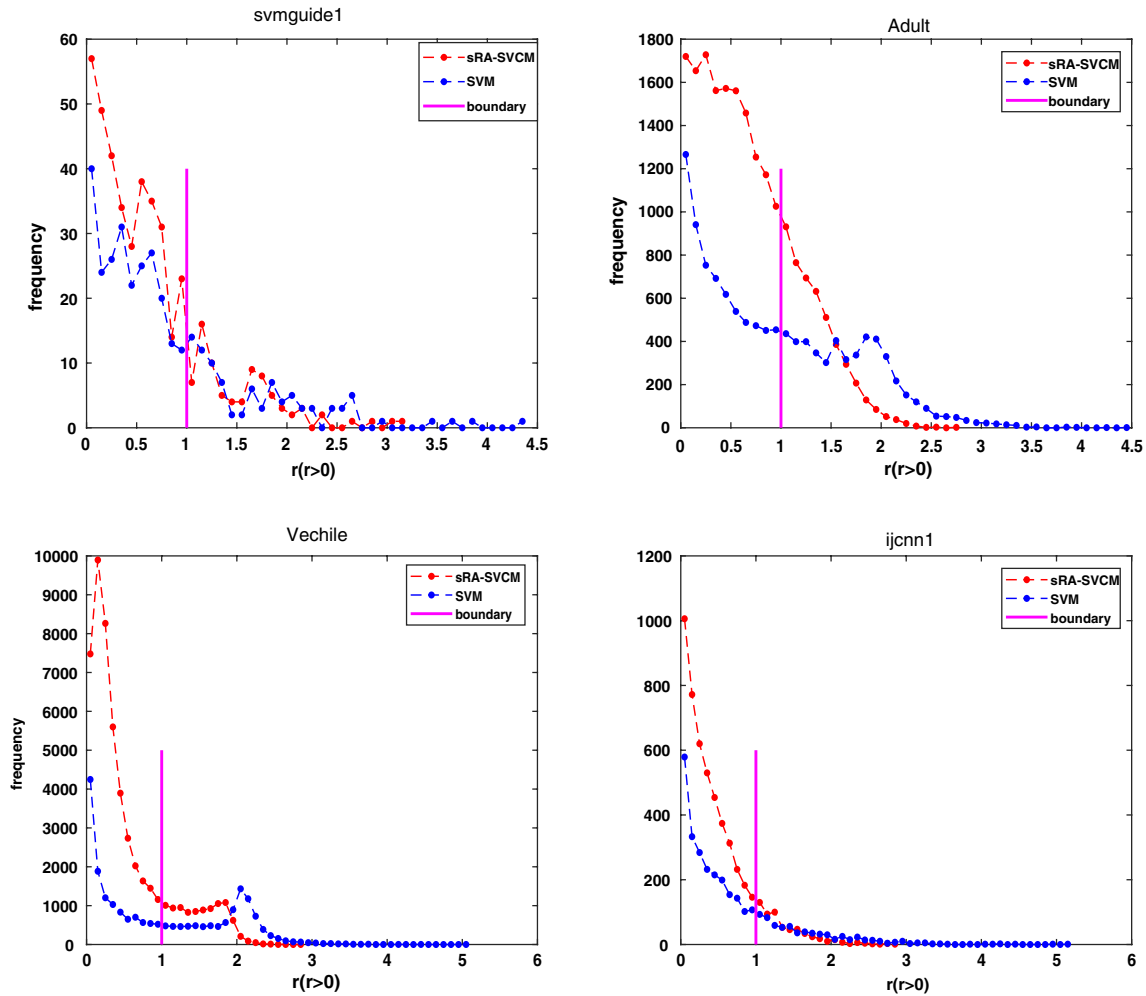 svmguide1
60
50
40
30
20
10
0
frequency
0 0.5 1 1.5 2 2.5 3 3.5 4 4.5
r(r>0)
sRA-SVCM
SVM
boundary
Adult
1800
1600
1400
1200
1000
800
600
400
200
0
frequency
0 0.5 1 1.5 2 2.5 3 3.5 4 4.5
r(r>0)
sRA-SVCM
SVM
boundary
Vechile
10000
9000
8000
7000
6000
5000
4000
3000
2000
1000
0
frequency
0 1 2 3 4 5 6
r(r>0)
sRA-SVCM
SVM
boundary
ijcnn1
1200
1000
800
600
400
200
0
frequency
0 1 2 3 4 5 6
r(r>0)
sRA-SVCM
SVM
boundary